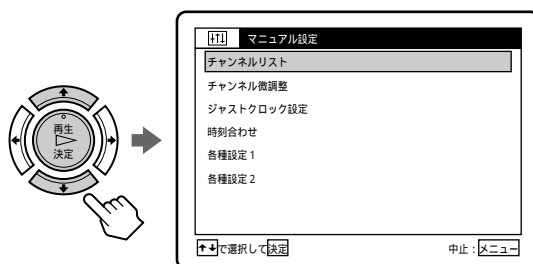 再生
決定
マニュアル設定
チャンネルリスト
チャンネル微調整
ジャストクロック設定
時刻合わせ
各種設定1
各種設定2
で選択して決定
中止:メニュー